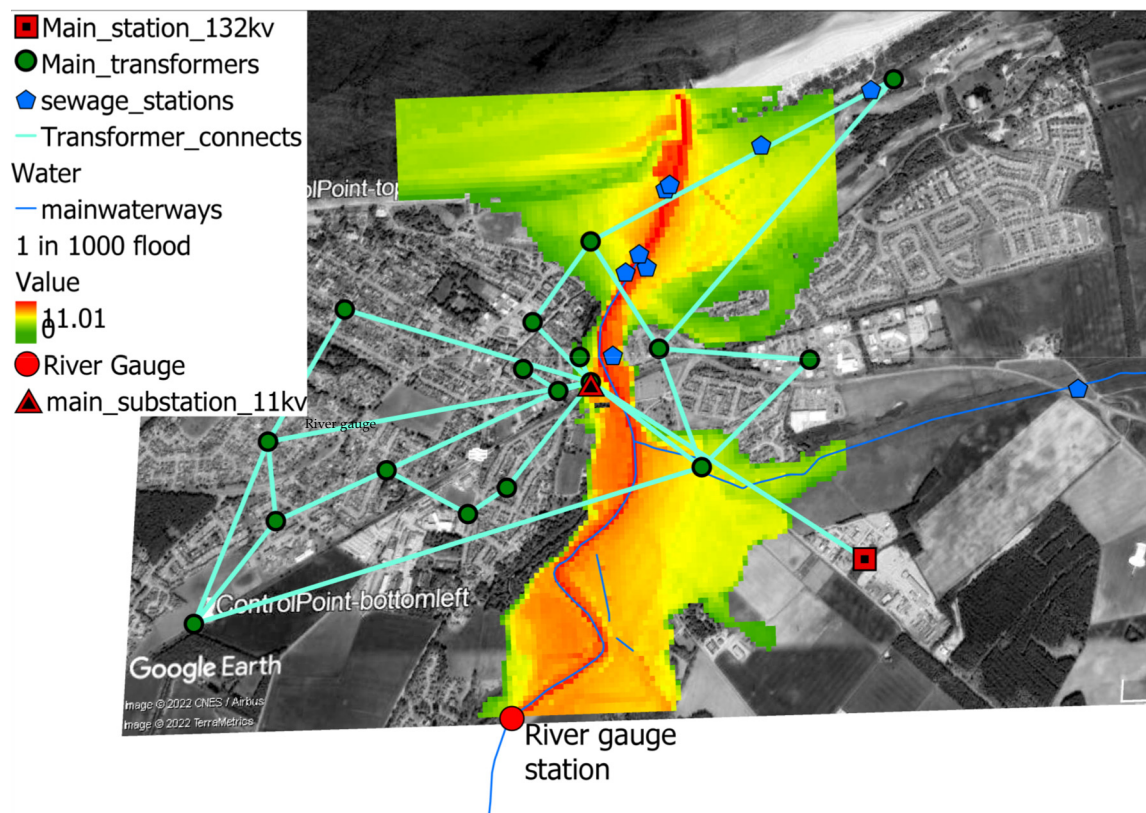 Main_station_132kv
Main_transformers
sewage_stations
Transformer_connects
Water
mainwaterways
1 in 1000 flood
Value
11.01
0
River Gauge
main_substation_11kv
olPoint-top
River gauge
ControlPoint-bottomleft
Google Earth
Image © 2022 CNES / Airbus
Image © 2022 TerraMetrics
River gauge
station